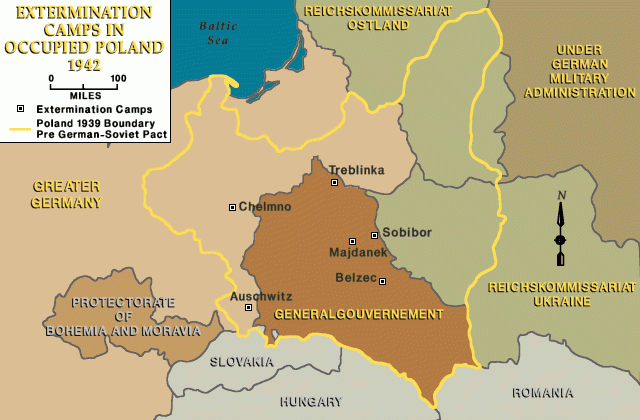 EXTERMINATION
CAMPS IN
OCCUPIED POLAND
1942
0 50 100
MILES
Extermination Camps
Poland 1939 Boundary
Pre German-Soviet Pact
Baltic
Sea
REICHSKOMMISSARIAT
OSTLAND
UNDER
GERMAN
MILITARY
ADMINISTRATION
GREATER
GERMANY
Treblinka
Chelmno
Sobibor
Majdanek
Belzec
Auschwitz
GENERALGOUVERNEMENT
N
REICHSKOMMISSARIAT
UKRAINE
PROTECTORATE
OF
BOHEMIA AND MORAVIA
SLOVAKIA
HUNGARY
ROMANIA